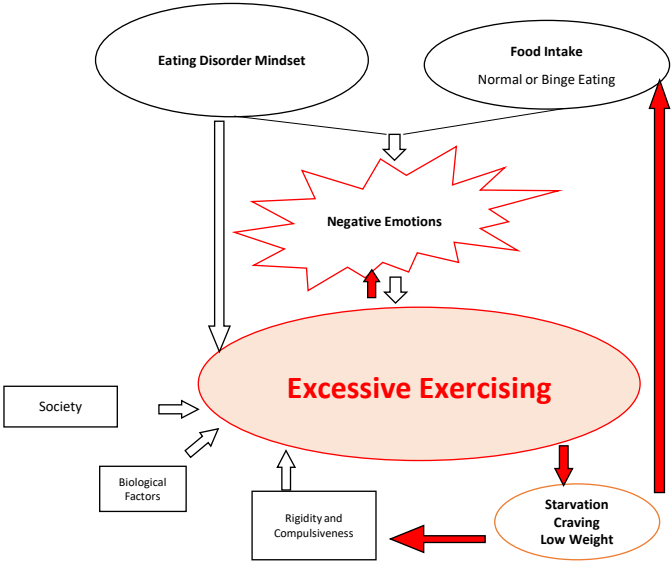 Eating Disorder Mindset
Food Intake
Normal or Binge Eating
Negative Emotions
Excessive Exercising
Society
Biological
Factors
Rigidity and
Compulsiveness
Starvation
Craving
Low Weight